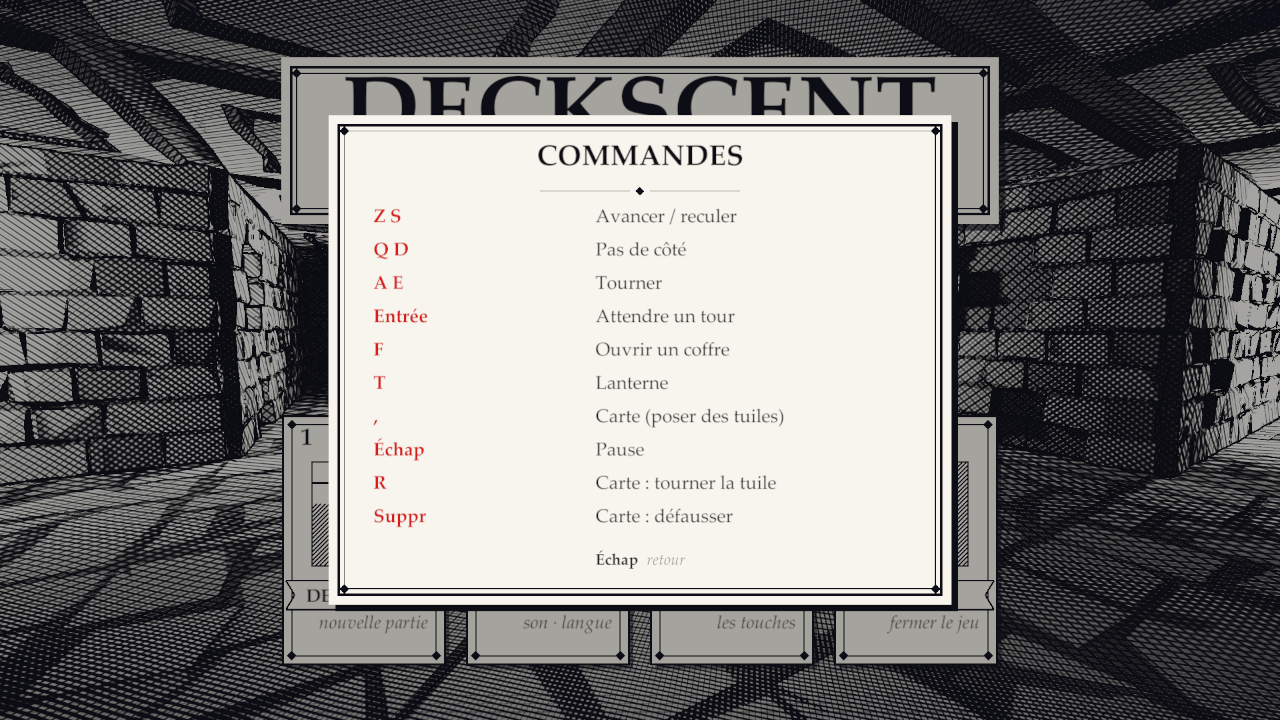 DECKSCENT
COMMANDES
Z S Avancer / reculer
Q D Pas de côté
A E Tourner
Entrée Attendre un tour
F Ouvrir un coffre
T Lanterne
, Carte (poser des tuiles)
Échap Pause
R Carte : tourner la tuile
Suppr Carte : défausser
Échap retour
1
nouvelle partie
son · langue
les touches
fermer le jeu